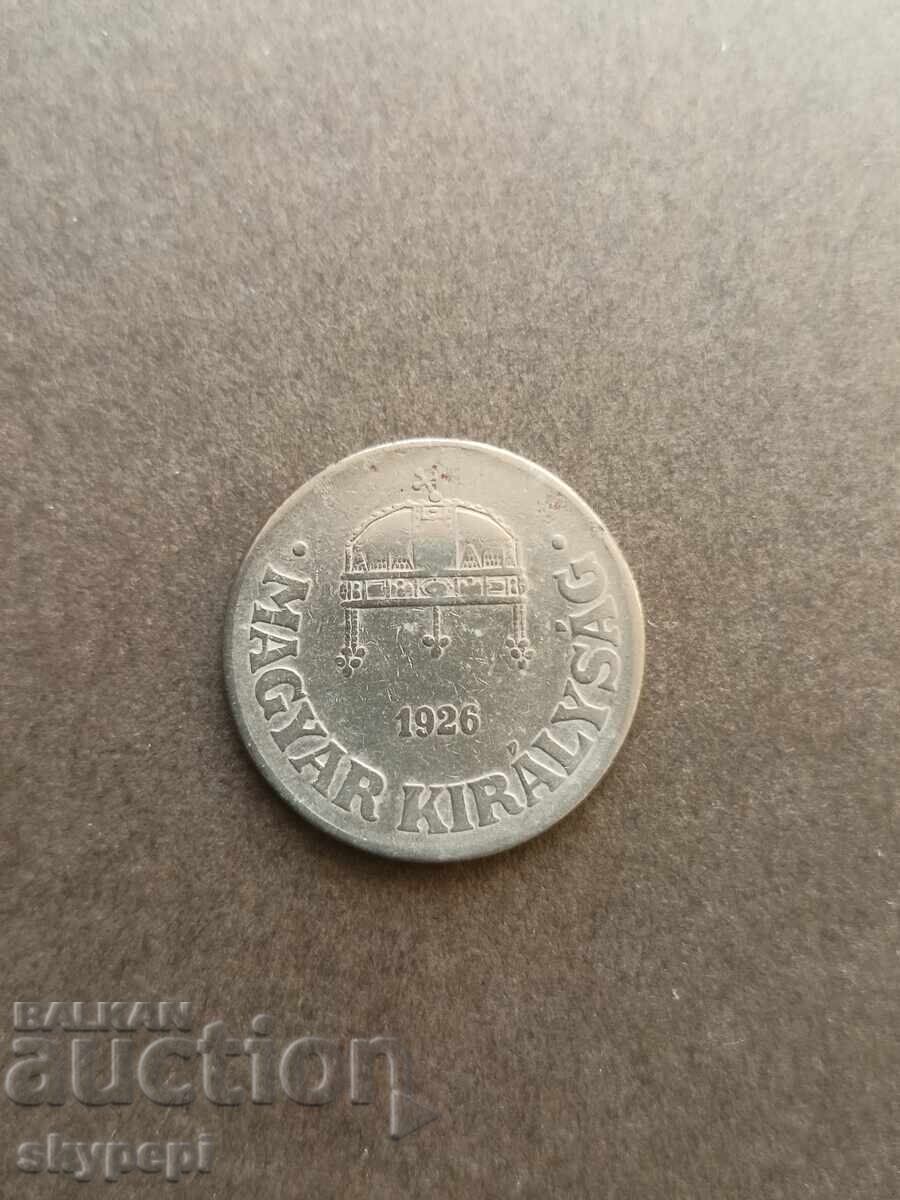 · MAGYAR KIRÁLYSÁG ·
1926
BALKAN
auction
skypepi